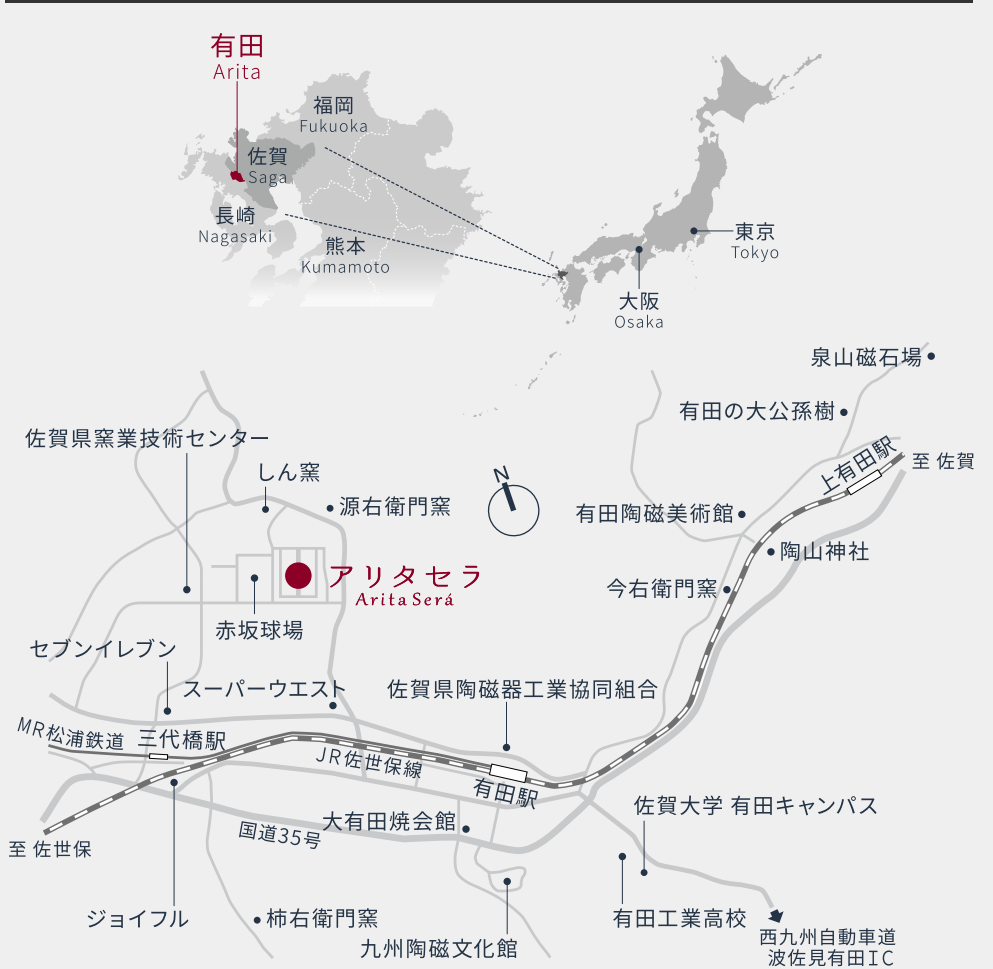 有田
Arita
福岡
Fukuoka
佐賀
Saga
長崎
Nagasaki
熊本
Kumamoto
東京
Tokyo
大阪
Osaka
泉山磁石場
有田の大公孫樹
上有田駅
至 佐賀
佐賀県窯業技術センター
しん窯
源右衛門窯
N
有田陶磁美術館
陶山神社
アリタセラ
Arita Será
今右衛門窯
赤坂球場
セブンイレブン
スーパーウエスト
佐賀県陶磁器工業協同組合
MR松浦鉄道
三代橋駅
JR佐世保線
有田駅
佐賀大学 有田キャンパス
大有田焼会館
国道35号
至 佐世保
ジョイフル
柿右衛門窯
有田工業高校
九州陶磁文化館
西九州自動車道
波佐見有田IC